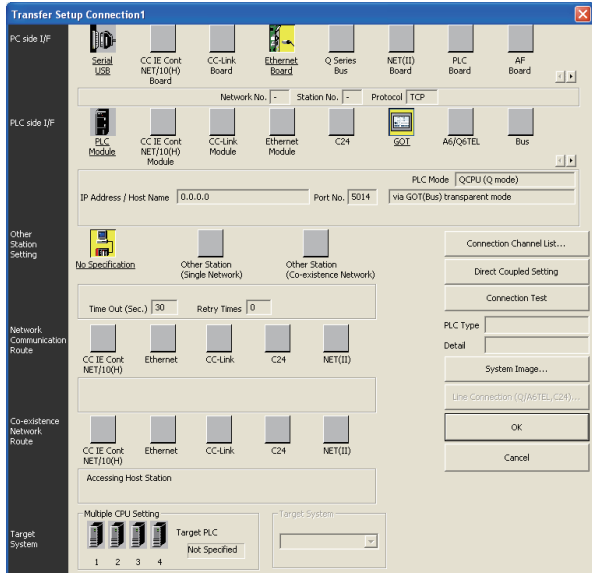 Transfer Setup Connection1
PC side I/F
Serial USB
CC IE Cont NET/10(H) Board
CC-Link Board
Ethernet Board
Q Series Bus
NET(II) Board
PLC Board
AF Board
Network No. - Station No. - Protocol TCP
PLC side I/F
PLC Module
CC IE Cont NET/10(H) Module
CC-Link Module
Ethernet Module
C24
GOT
A6/Q6TEL
Bus
PLC Mode QCPU (Q mode)
IP Address / Host Name 0.0.0.0 Port No. 5014 via GOT(Bus) transparent mode
Other Station Setting
No Specification
Other Station (Single Network)
Other Station (Co-existence Network)
Time Out (Sec.) 30 Retry Times 0
Connection Channel List...
Direct Coupled Setting
Connection Test
PLC Type
Detail
System Image...
Line Connection (Q/A6TEL,C24)...
OK
Cancel
Network Communication Route
CC IE Cont NET/10(H)
Ethernet
CC-Link
C24
NET(II)
Co-existence Network Route
CC IE Cont NET/10(H)
Ethernet
CC-Link
C24
NET(II)
Accessing Host Station
Target System
Multiple CPU Setting
1 2 3 4
Target PLC
Not Specified
Target System